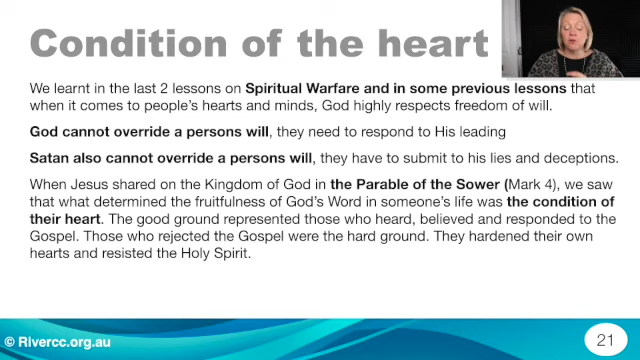 Condition of the heart
We learnt in the last 2 lessons on Spiritual Warfare and in some previous lessons that
when it comes to people's hearts and minds, God highly respects freedom of will.
God cannot override a persons will, they need to respond to His leading
Satan also cannot override a persons will, they have to submit to his lies and deceptions.
When Jesus shared on the Kingdom of God in the Parable of the Sower (Mark 4), we saw
that what determined the fruitfulness of God's Word in someone's life was the condition of
their heart. The good ground represented those who heard, believed and responded to the
Gospel. Those who rejected the Gospel were the hard ground. They hardened their own
hearts and resisted the Holy Spirit.
© Rivercc.org.au
21